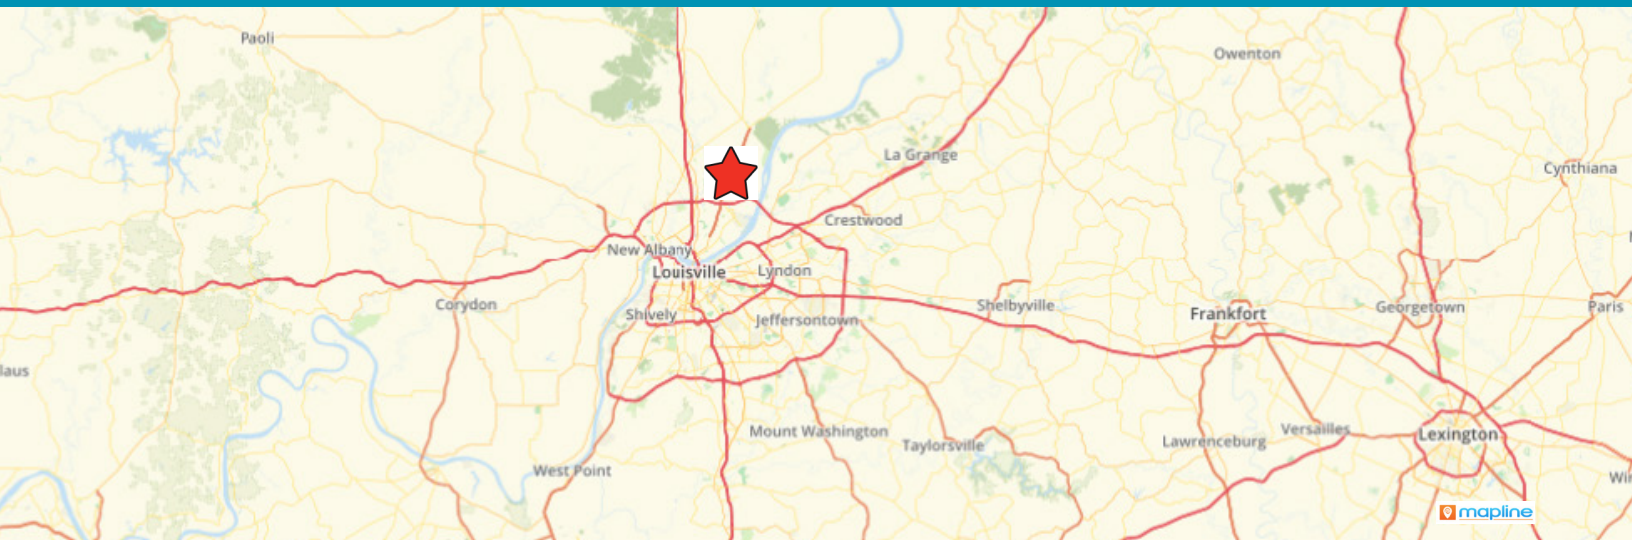 Paoli
Owenton
La Grange
Cynthiana
Crestwood
New Albany
Louisville
Lyndon
Corydon
Shelbyville
Shively
Jeffersontown
Frankfort
Georgetown
Paris
laus
Mount Washington
Taylorsville
Lawrenceburg
Versailles
Lexington
West Point
Wi
mapline